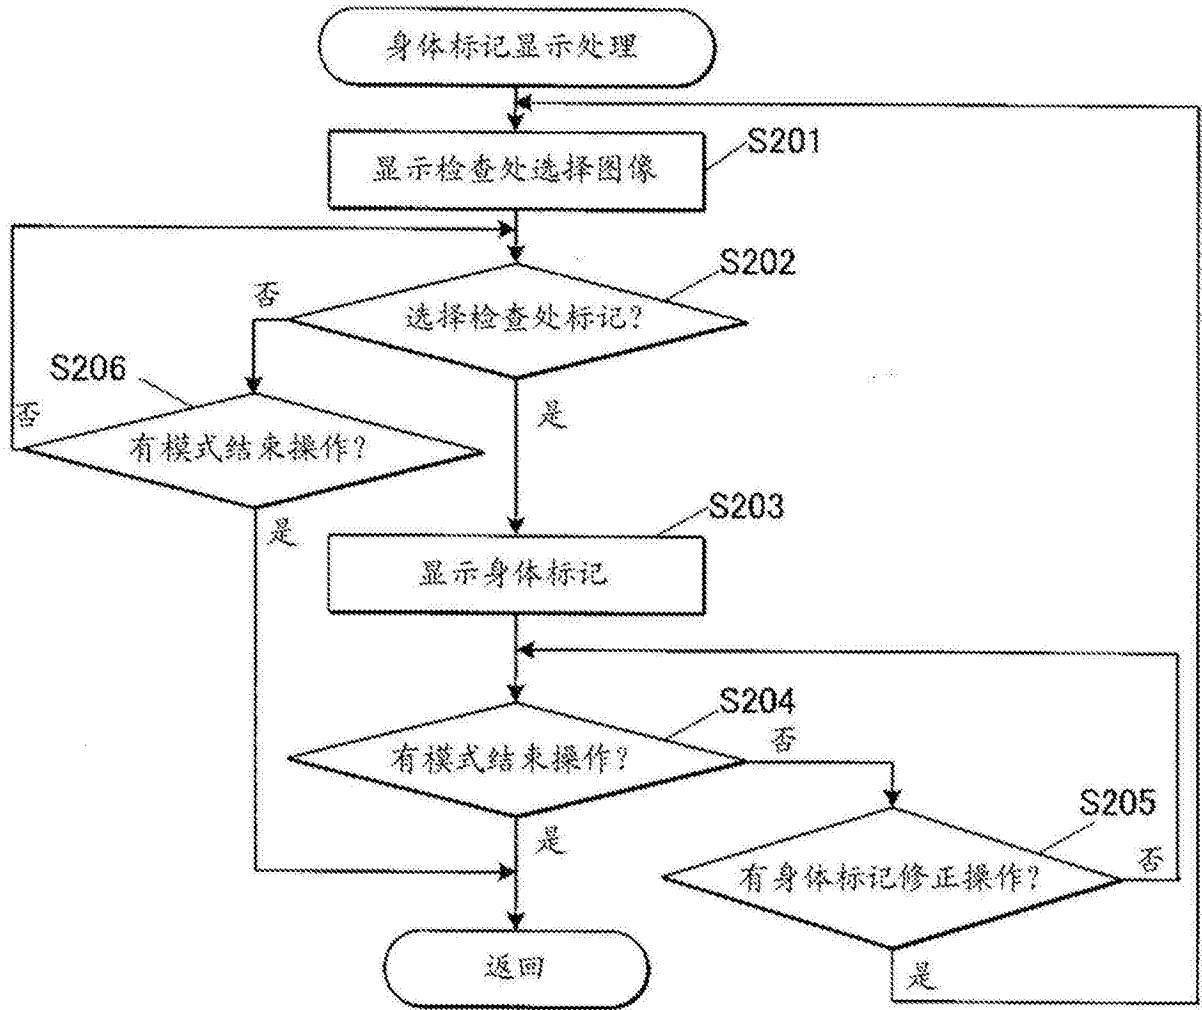 身体标记显示处理
S201
显示检查处选择图像
S202
否
选择检查处标记?
S206
否
是
有模式结束操作?
S203
是
显示身体标记
S204
否
有模式结束操作?
S205
是
否
有身体标记修正操作?
返回
是